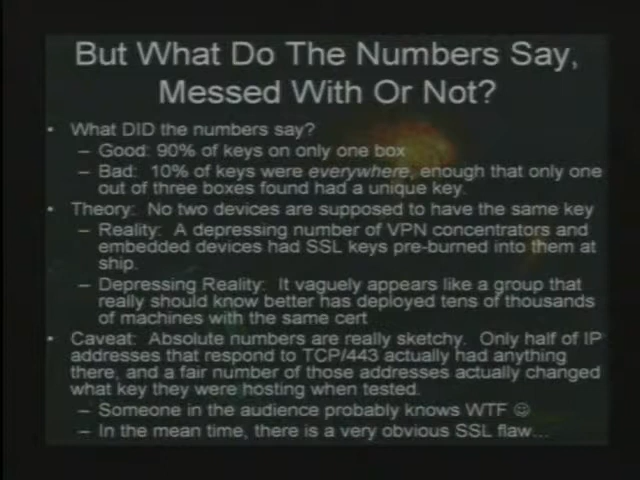 But What Do The Numbers Say,
Messed With Or Not?
• What DID the numbers say?
– Good: 90% of keys on only one box
– Bad: 10% of keys were everywhere, enough that only one
out of three boxes found had a unique key.
• Theory: No two devices are supposed to have the same key
– Reality: A depressing number of VPN concentrators and
embedded devices had SSL keys pre-burned into them at
ship.
– Depressing Reality: It vaguely appears like a group that
really should know better has deployed tens of thousands
of machines with the same cert
• Caveat: Absolute numbers are really sketchy. Only half of IP
addresses that respond to TCP/443 actually had anything
there, and a fair number of those addresses actually changed
what key they were hosting when tested.
– Someone in the audience probably knows WTF ☺
– In the mean time, there is a very obvious SSL flaw…